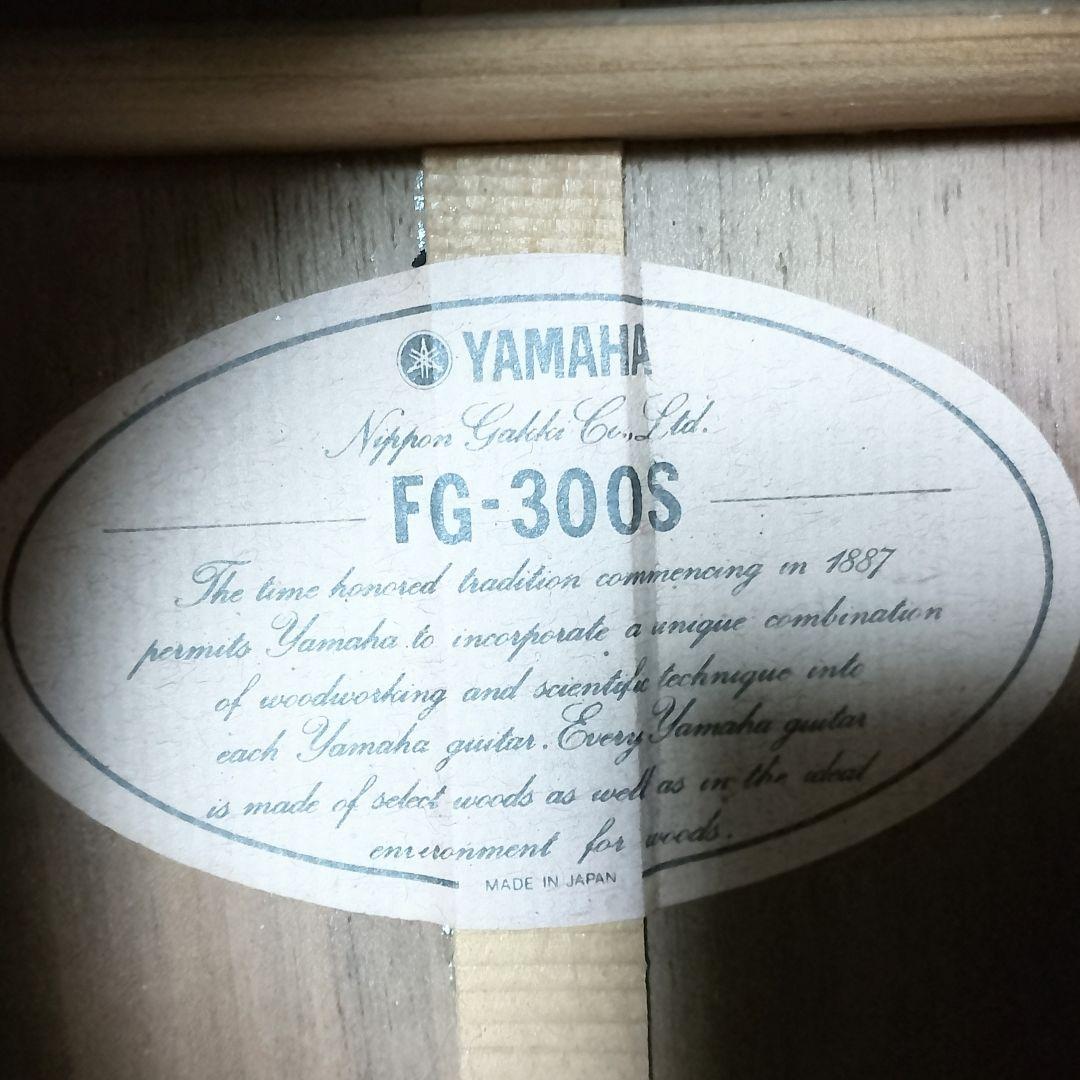 YAMAHA
Nippon Gakki Co., Ltd.
FG-300S
The time honored tradition commencing in 1887
permits Yamaha to incorporate a unique combination
of woodworking and scientific technique into
each Yamaha guitar. Every Yamaha guitar
is made of select woods as well as in the ideal
environment for woods.
MADE IN JAPAN